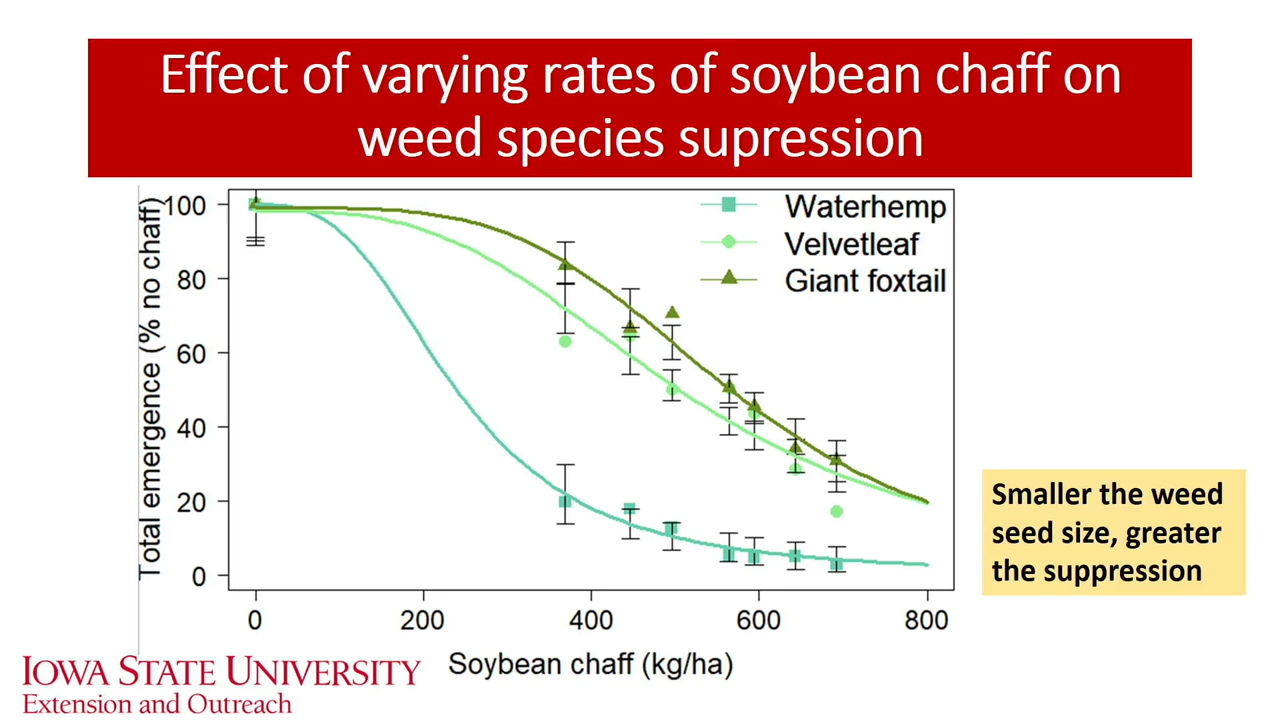 Effect of varying rates of soybean chaff on
weed species supression
Total emergence (% no chaff)
100
80
60
40
20
0
Waterhemp
Velvetleaf
Giant foxtail
0 200 400 600 800
Soybean chaff (kg/ha)
Smaller the weed
seed size, greater
the suppression
IOWA STATE UNIVERSITY
Extension and Outreach